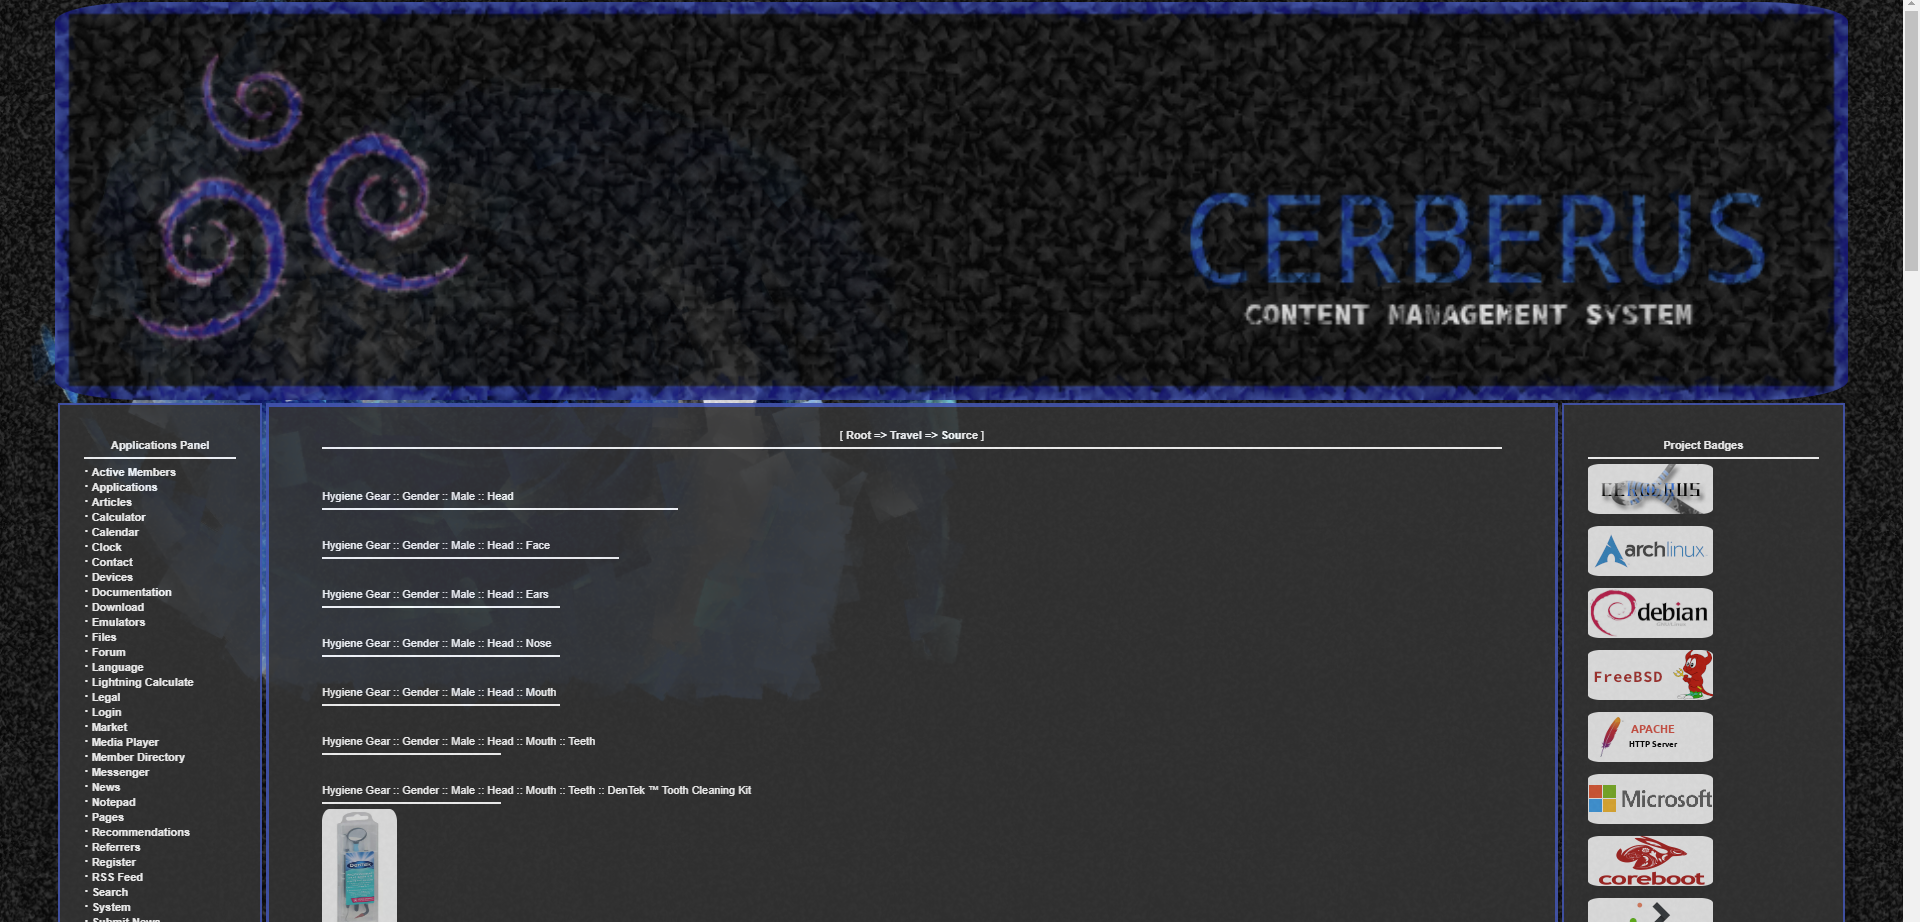 CERBERUS
CONTENT MANAGEMENT SYSTEM
Applications Panel
· Active Members
· Applications
· Articles
· Calculator
· Calendar
· Clock
· Contact
· Devices
· Documentation
· Download
· Emulators
· Files
· Forum
· Language
· Lightning Calculate
· Legal
· Login
· Market
· Media Player
· Member Directory
· Messenger
· News
· Notepad
· Pages
· Recommendations
· Referrers
· Register
· RSS Feed
· Search
· System
· Submit News
[ Root => Travel => Source ]
Hygiene Gear :: Gender :: Male :: Head
Hygiene Gear :: Gender :: Male :: Head :: Face
Hygiene Gear :: Gender :: Male :: Head :: Ears
Hygiene Gear :: Gender :: Male :: Head :: Nose
Hygiene Gear :: Gender :: Male :: Head :: Mouth
Hygiene Gear :: Gender :: Male :: Head :: Mouth :: Teeth
Hygiene Gear :: Gender :: Male :: Head :: Mouth :: Teeth :: DenTek ™ Tooth Cleaning Kit
DenTek
Project Badges
CERBERUS
archlinux
debian
FreeBSD
APACHE
HTTP Server
Microsoft
coreboot